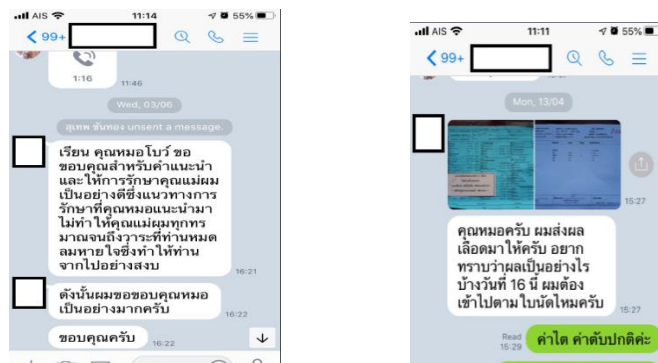 AIS 11:14 55%
99+
1:16
11:46
Wed, 03/06
สุเทพ ขันทอง unsent a message.
เรียน คุณหมอโบว์ ขอ
ขอบคุณสำหรับคำแนะนำ
และให้การรักษาคุณแม่ผม
เป็นอย่างดีซึ่งแนวทางการ
รักษาที่คุณหมอแนะนำมา
ไม่ทำให้คุณแม่ผมทุกทร
มาณจนถึงวาระที่ท่านหมด
ลมหายใจซึ่งทำให้ท่าน
จากไปอย่างสงบ
16:21
ดังนั้นผมขอขอบคุณหมอ
เป็นอย่างมากครับ
16:22
ขอบคุณครับ
16:22
AIS 11:11 55%
99+
Mon, 13/04
15:27
คุณหมอครับ ผมส่งผล
เลือดมาให้ครับ อยาก
ทราบว่าผลเป็นอย่างไร
บ้างวันที่ 16 นี้ ผมต้อง
เข้าไปตามใบนัดไหมครับ
15:27
Read
15:29
ค่าไต ค่าตับปกติค่ะ